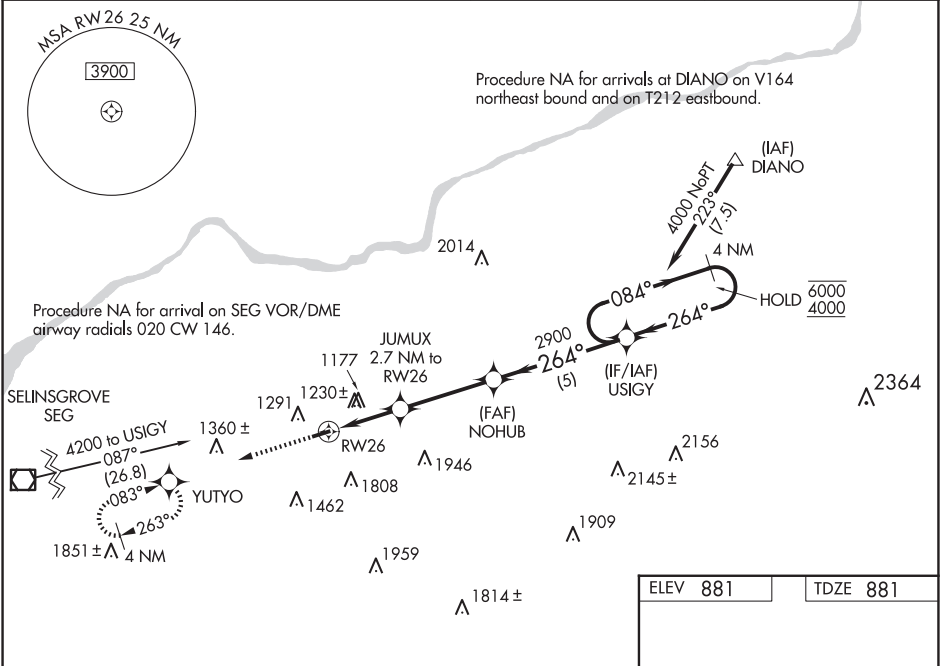 MSA RW26 25 NM
3900
Procedure NA for arrivals at DIANO on V164
northeast bound and on T212 eastbound.
(IAF)
DIANO
4000 NoPT
223°
(7.5)
4 NM
2014
084°
HOLD
6000
4000
264°
Procedure NA for arrival on SEG VOR/DME
airway radials 020 CW 146.
JUMUX
2.7 NM to
RW26
2900
264°
(5)
(IF/IAF)
USIGY
1177
1230±
1291
(FAF)
NOHUB
2364
SELINSGROVE
SEG
4200 to USIGY
087°
(26.8)
1360 ±
RW26
1946
2156
2145±
083°
YUTYO
263°
1808
1462
1851 ±
4 NM
1909
1959
1814 ±
ELEV 881
TDZE 881